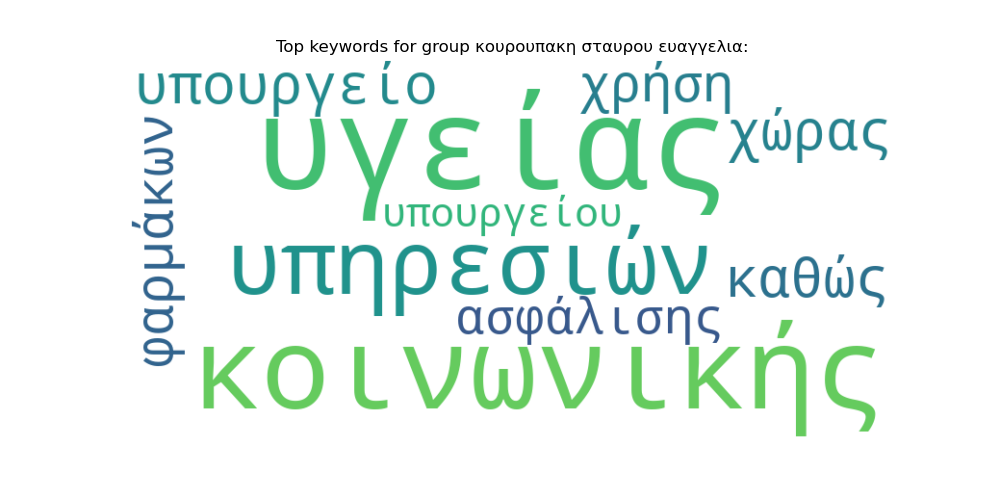 Top keywords for group κουρουπακη σταυρου ευαγγελια:
υπουργείο
χρήση
υγείας
χώρας
φαρμάκων
υπουργείου
υπηρεσιών
καθώς
ασφάλισης
κοινωνικής